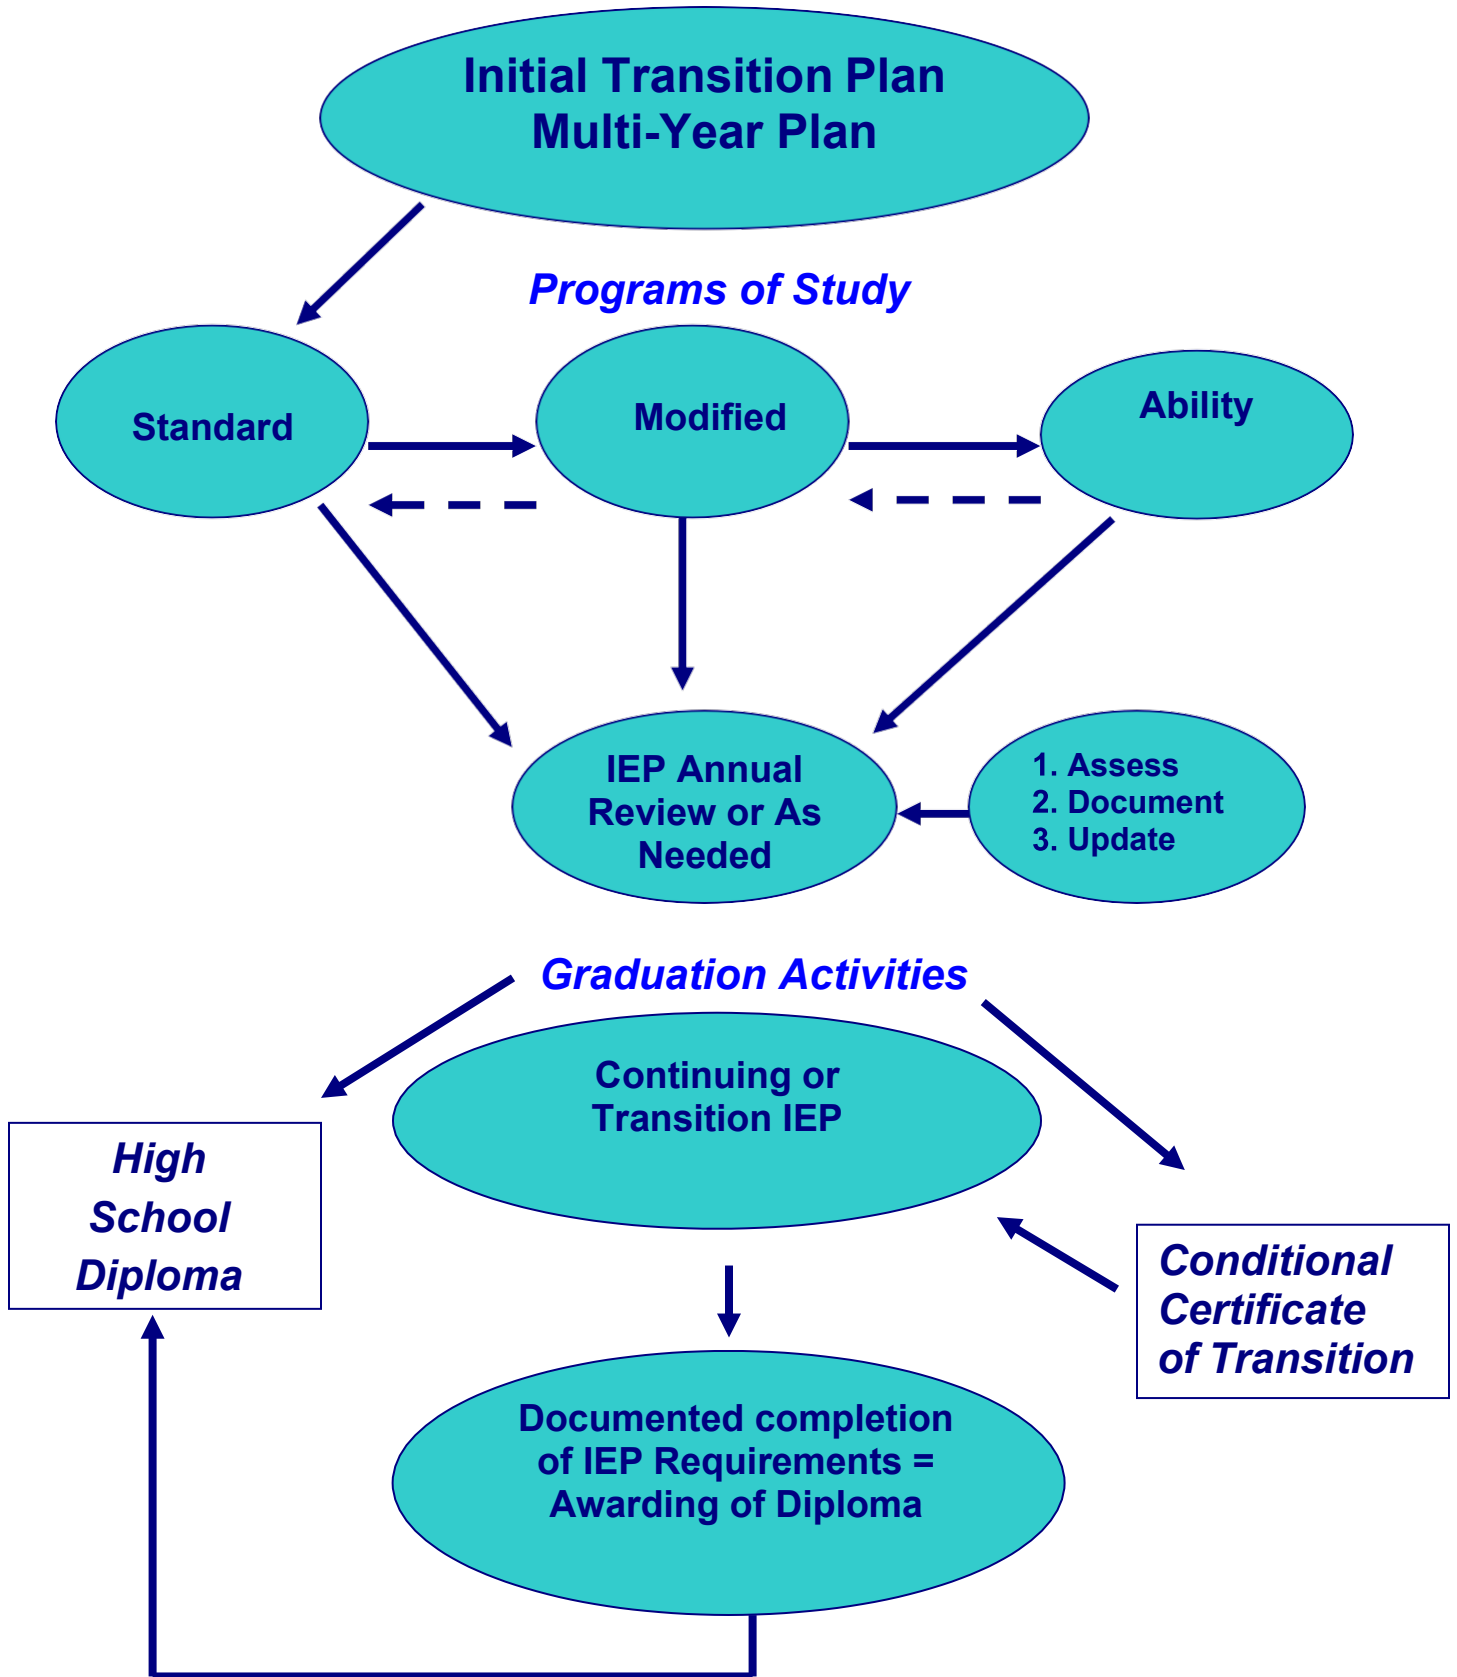 Initial Transition Plan
Multi-Year Plan
Programs of Study
Standard
Modified
Ability
IEP Annual
Review or As
Needed
1. Assess
2. Document
3. Update
Graduation Activities
Continuing or
Transition IEP
High
School
Diploma
Conditional
Certificate
of Transition
Documented completion
of IEP Requirements =
Awarding of Diploma